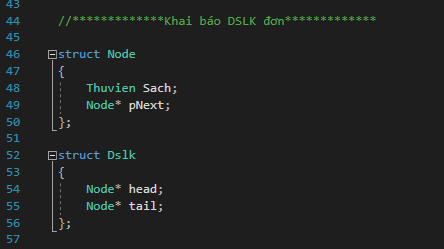 43
44 //*************Khai báo DSLK đơn*************
45
46 struct Node
47 {
48 Thuvien Sach;
49 Node* pNext;
50 };
51
52 struct Dslk
53 {
54 Node* head;
55 Node* tail;
56 };
57